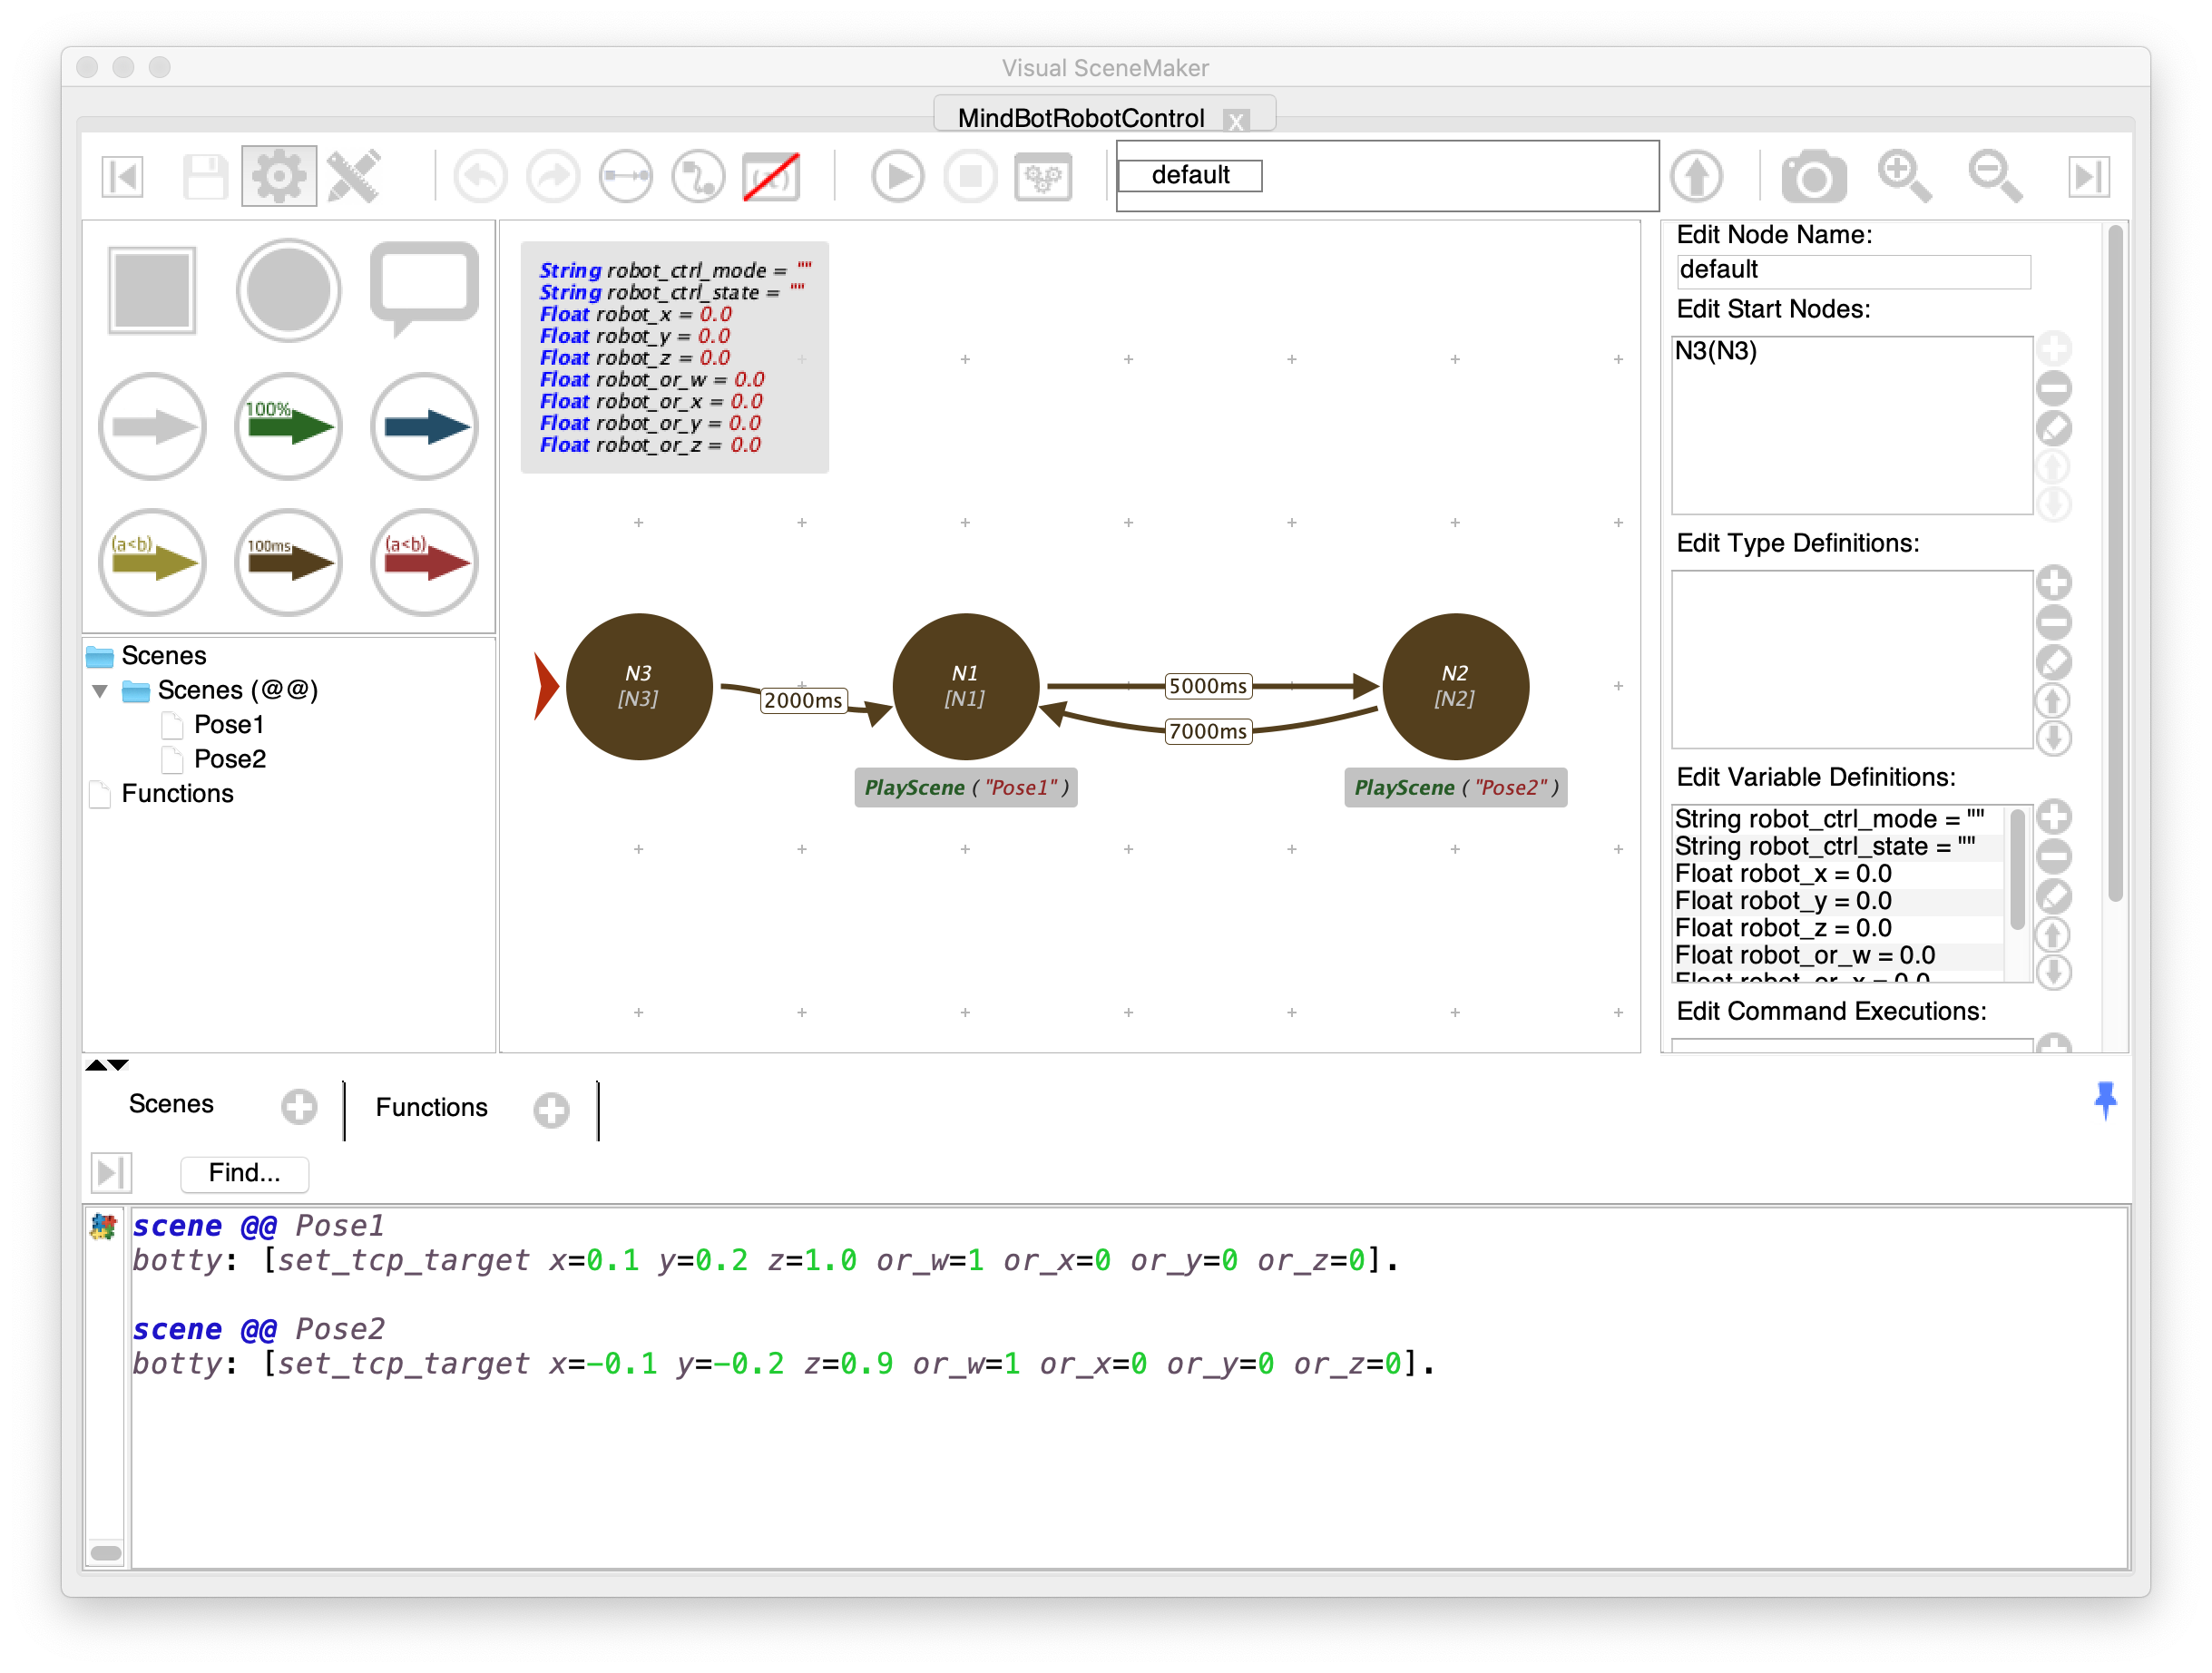 Visual SceneMaker
MindBotRobotControl X
default
100%
(a<b)
100ms
(a<b)
Scenes
Scenes (@@)
Pose1
Pose2
Functions
String robot_ctrl_mode = ""
String robot_ctrl_state = ""
Float robot_x = 0.0
Float robot_y = 0.0
Float robot_z = 0.0
Float robot_or_w = 0.0
Float robot_or_x = 0.0
Float robot_or_y = 0.0
Float robot_or_z = 0.0
N3
[N3]
2000ms
N1
[N1]
5000ms
7000ms
N2
[N2]
PlayScene ( "Pose1" )
PlayScene ( "Pose2" )
Edit Node Name:
default
Edit Start Nodes:
N3(N3)
Edit Type Definitions:
Edit Variable Definitions:
String robot_ctrl_mode = ""
String robot_ctrl_state = ""
Float robot_x = 0.0
Float robot_y = 0.0
Float robot_z = 0.0
Float robot_or_w = 0.0
Float robot_or_x = 0.0
Edit Command Executions:
Scenes
Functions
Find...
scene @@ Pose1
botty: [set_tcp_target x=0.1 y=0.2 z=1.0 or_w=1 or_x=0 or_y=0 or_z=0].
scene @@ Pose2
botty: [set_tcp_target x=-0.1 y=-0.2 z=0.9 or_w=1 or_x=0 or_y=0 or_z=0].